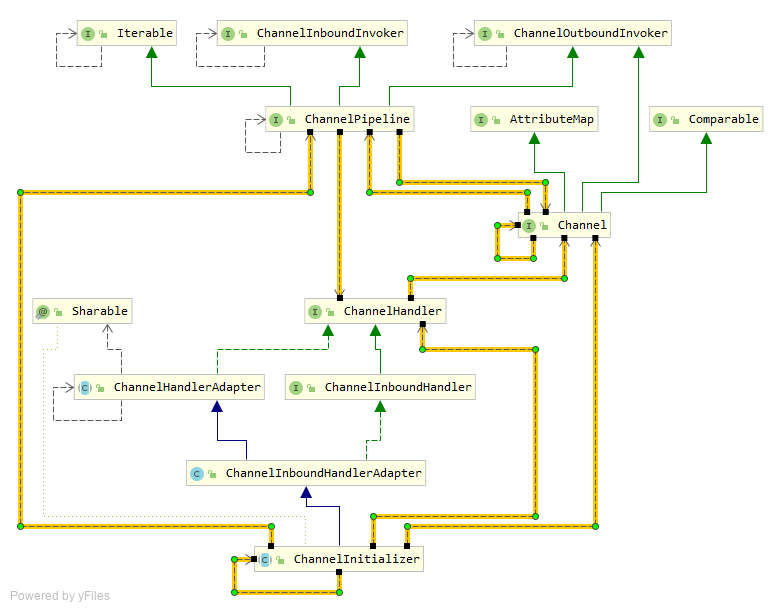 Iterable
ChannelInboundInvoker
ChannelOutboundInvoker
ChannelPipeline
AttributeMap
Comparable
Channel
Sharable
ChannelHandler
ChannelHandlerAdapter
ChannelInboundHandler
ChannelInboundHandlerAdapter
ChannelInitializer
Powered by yFiles